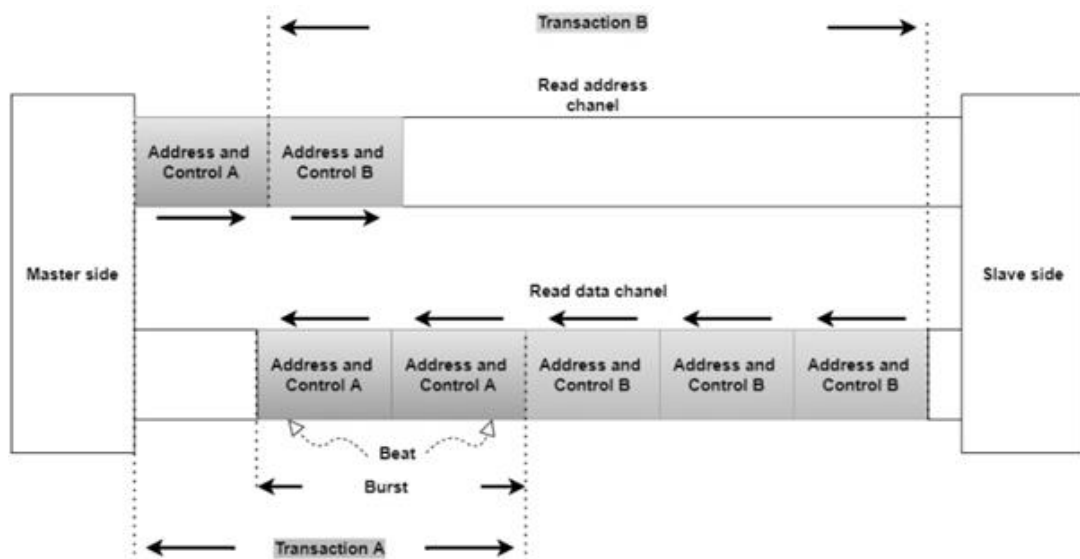 Transaction B
Read address
chanel
Address and
Control A
Address and
Control B
Master side
Slave side
Read data chanel
Address and
Control A
Address and
Control A
Address and
Control B
Address and
Control B
Address and
Control B
Beat
Burst
Transaction A